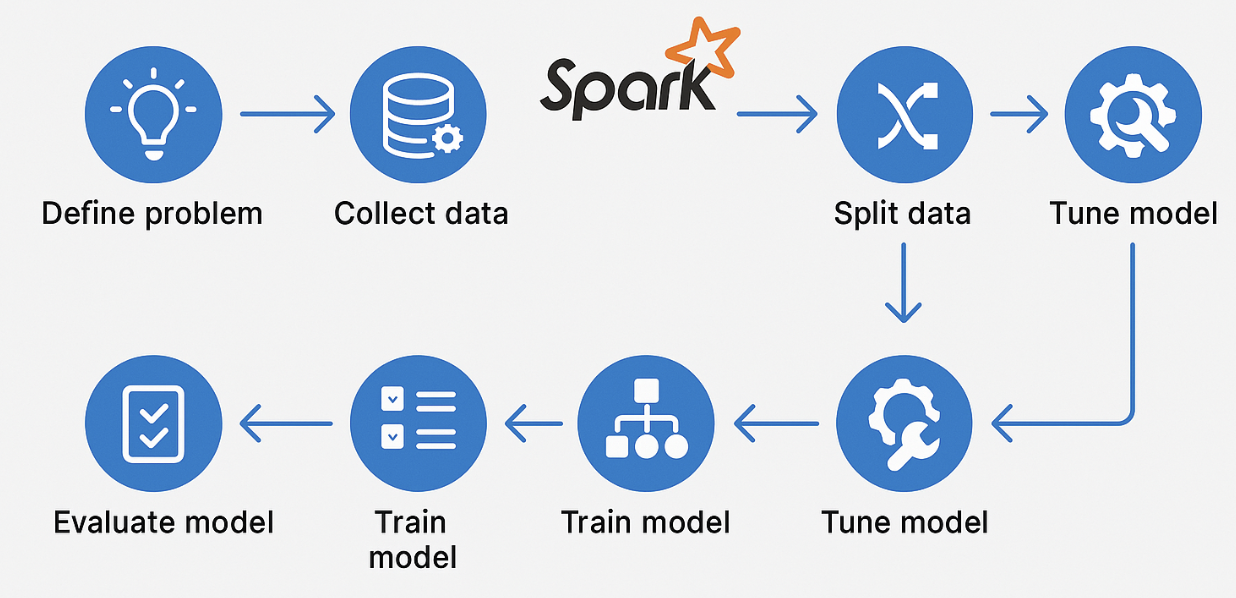 Spark
Define problem
Collect data
Split data
Tune model
Evaluate model
Train
model
Train model
Tune model